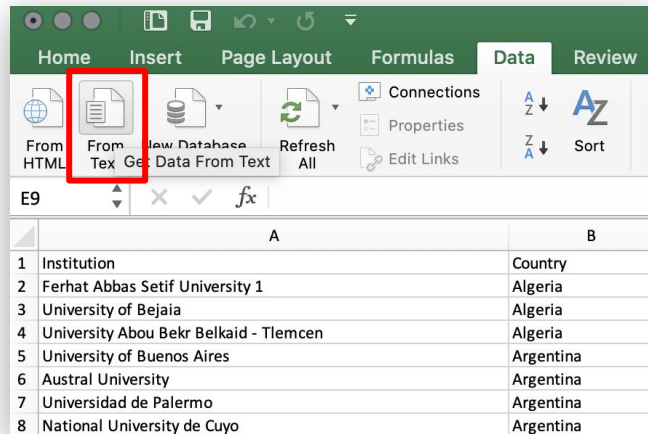 Home Insert Page Layout Formulas Data Review
From HTML
From Text
New Database
Get Data From Text
Refresh All
Connections
Properties
Edit Links
A Z
Z A
AZ
Sort
E9 fx
A B
1 Institution Country
2 Ferhat Abbas Setif University 1 Algeria
3 University of Bejaia Algeria
4 University Abou Bekr Belkaid - Tlemcen Algeria
5 University of Buenos Aires Argentina
6 Austral University Argentina
7 Universidad de Palermo Argentina
8 National University de Cuyo Argentina